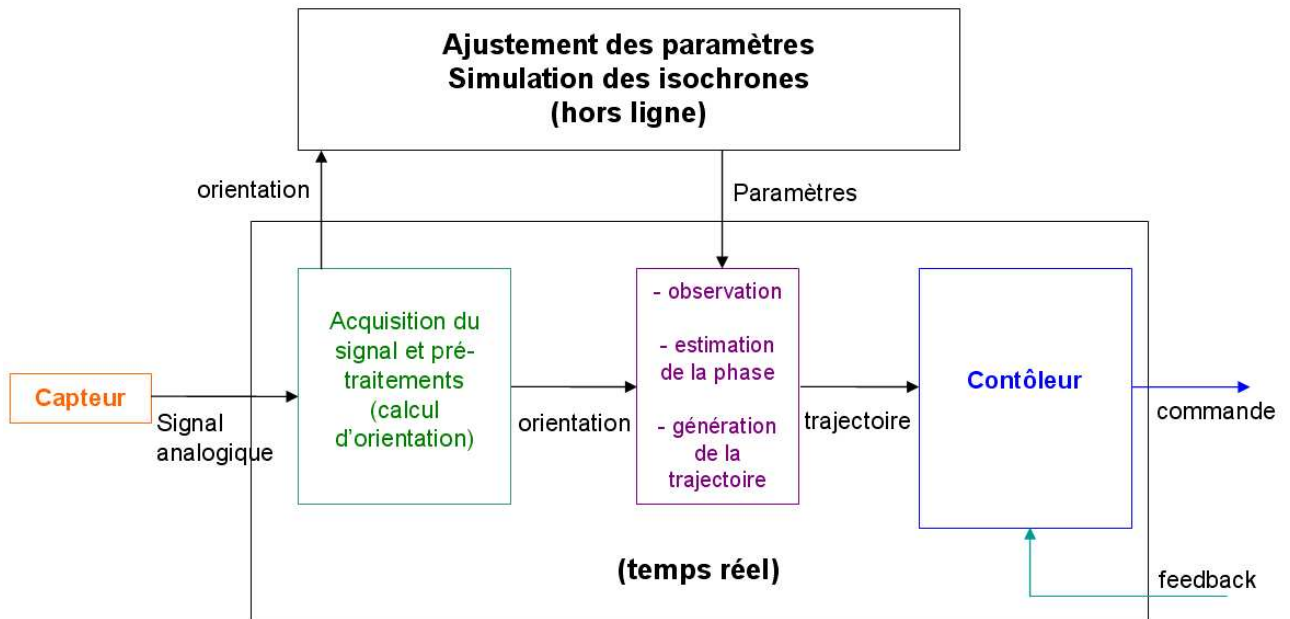 Ajustement des paramètres
Simulation des isochrones
(hors ligne)
orientation
Paramètres
Capteur
Signal
analogique
Acquisition du
signal et pré-
traitements
(calcul
d'orientation)
orientation
- observation
- estimation
de la phase
- génération
de la
trajectoire
trajectoire
Contôleur
commande
feedback
(temps réel)